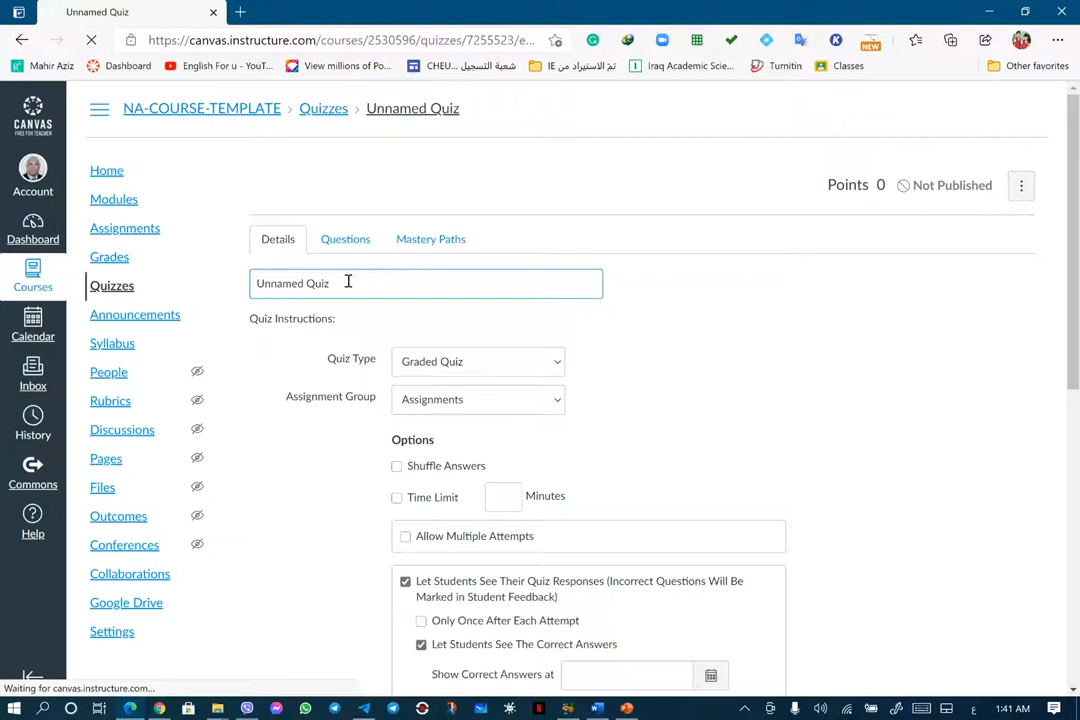 Unnamed Quiz
https://canvas.instructure.com/courses/2530596/quizzes/7255523/e...
NEW
Mahir Aziz
Dashboard
English For u - YouT...
View millions of Po...
CHEU... شعبة التسجيل
تمّ الاستيراد من IE
Iraq Academic Scie...
Turnitin
Classes
Other favorites
CANVAS
FREE FOR TEACHER
Account
Dashboard
Courses
Calendar
Inbox
History
Commons
Help
NA-COURSE-TEMPLATE › Quizzes › Unnamed Quiz
Home
Modules
Assignments
Grades
Quizzes
Announcements
Syllabus
People
Rubrics
Discussions
Pages
Files
Outcomes
Conferences
Collaborations
Google Drive
Settings
Points 0 Not Published
Details
Questions
Mastery Paths
Unnamed Quiz
Quiz Instructions:
Quiz Type Graded Quiz
Assignment Group Assignments
Options
Shuffle Answers
Time Limit Minutes
Allow Multiple Attempts
Let Students See Their Quiz Responses (Incorrect Questions Will Be
Marked in Student Feedback)
Only Once After Each Attempt
Let Students See The Correct Answers
Show Correct Answers at
Waiting for canvas.instructure.com...
ع
1:41 AM